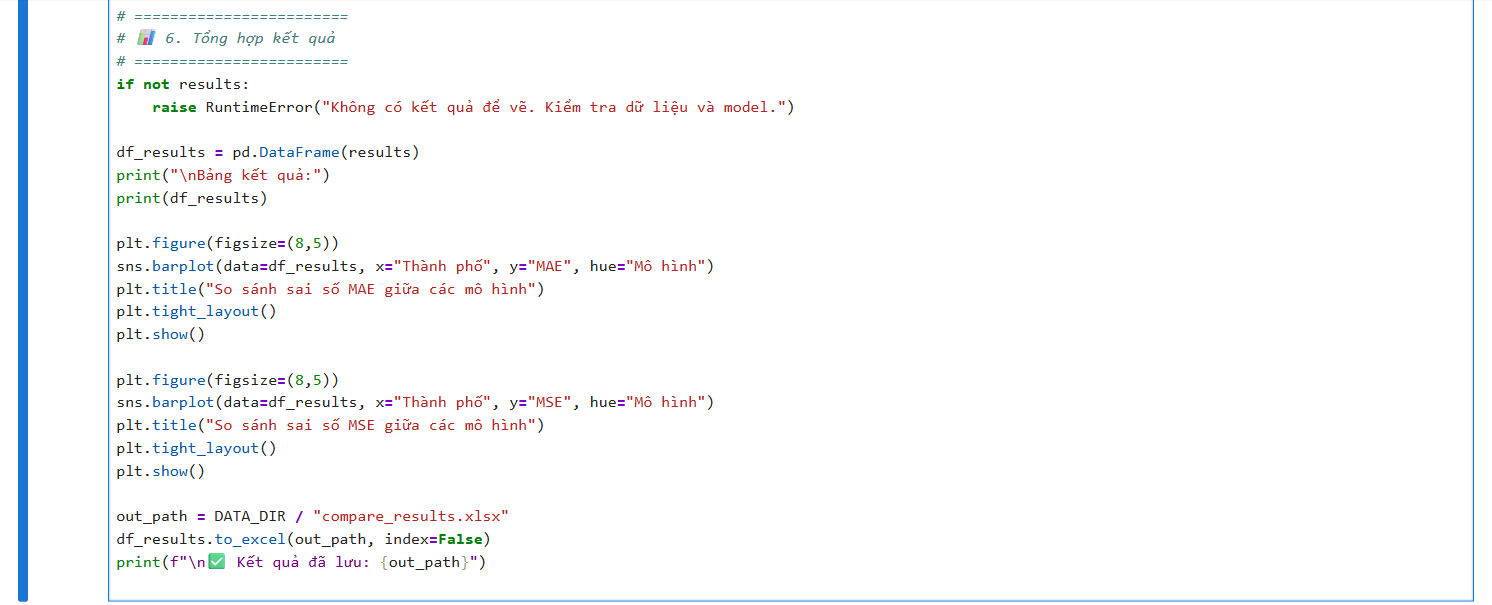 # ========================
# 📊 6. Tổng hợp kết quả
# ========================
if not results:
    raise RuntimeError("Không có kết quả để vẽ. Kiểm tra dữ liệu và model.")

df_results = pd.DataFrame(results)
print("\nBảng kết quả:")
print(df_results)

plt.figure(figsize=(8,5))
sns.barplot(data=df_results, x="Thành phố", y="MAE", hue="Mô hình")
plt.title("So sánh sai số MAE giữa các mô hình")
plt.tight_layout()
plt.show()

plt.figure(figsize=(8,5))
sns.barplot(data=df_results, x="Thành phố", y="MSE", hue="Mô hình")
plt.title("So sánh sai số MSE giữa các mô hình")
plt.tight_layout()
plt.show()

out_path = DATA_DIR / "compare_results.xlsx"
df_results.to_excel(out_path, index=False)
print(f"\n✅ Kết quả đã lưu: {out_path}")